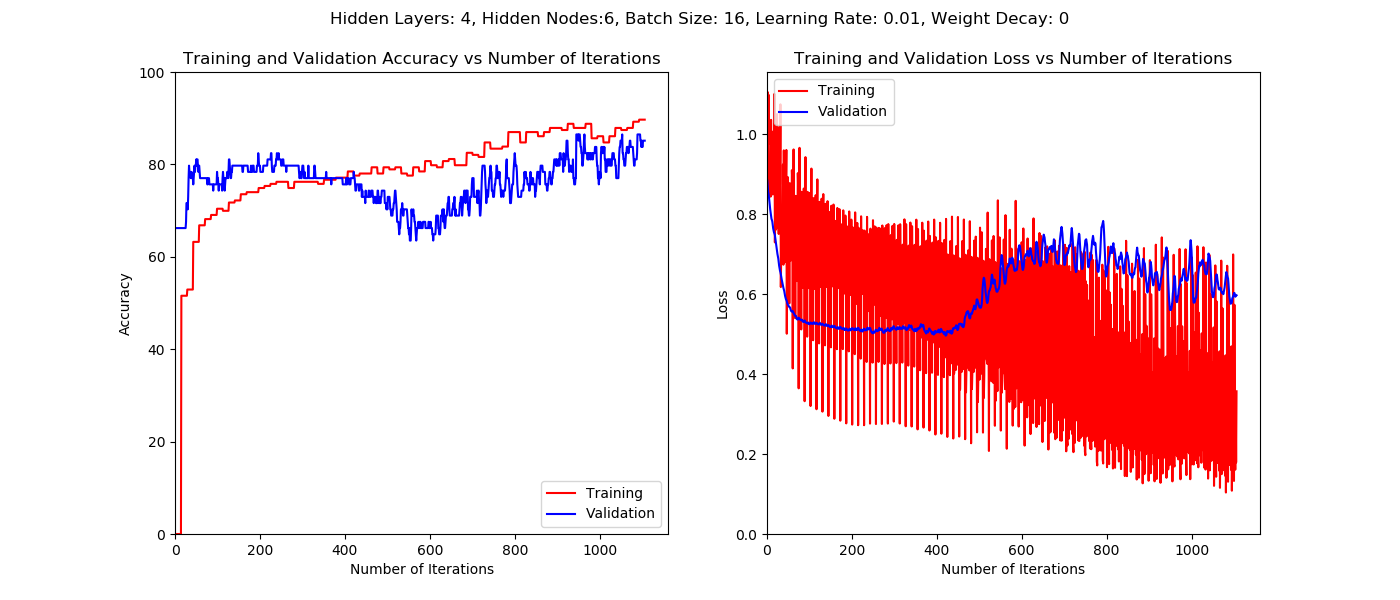 Hidden Layers: 4, Hidden Nodes:6, Batch Size: 16, Learning Rate: 0.01, Weight Decay: 0
Training and Validation Accuracy vs Number of Iterations
100
80
60
40
20
0
Accuracy
0 200 400 600 800 1000
Number of Iterations
Training
Validation
Training and Validation Loss vs Number of Iterations
1.0
0.8
0.6
0.4
0.2
0.0
Loss
0 200 400 600 800 1000
Number of Iterations
Training
Validation